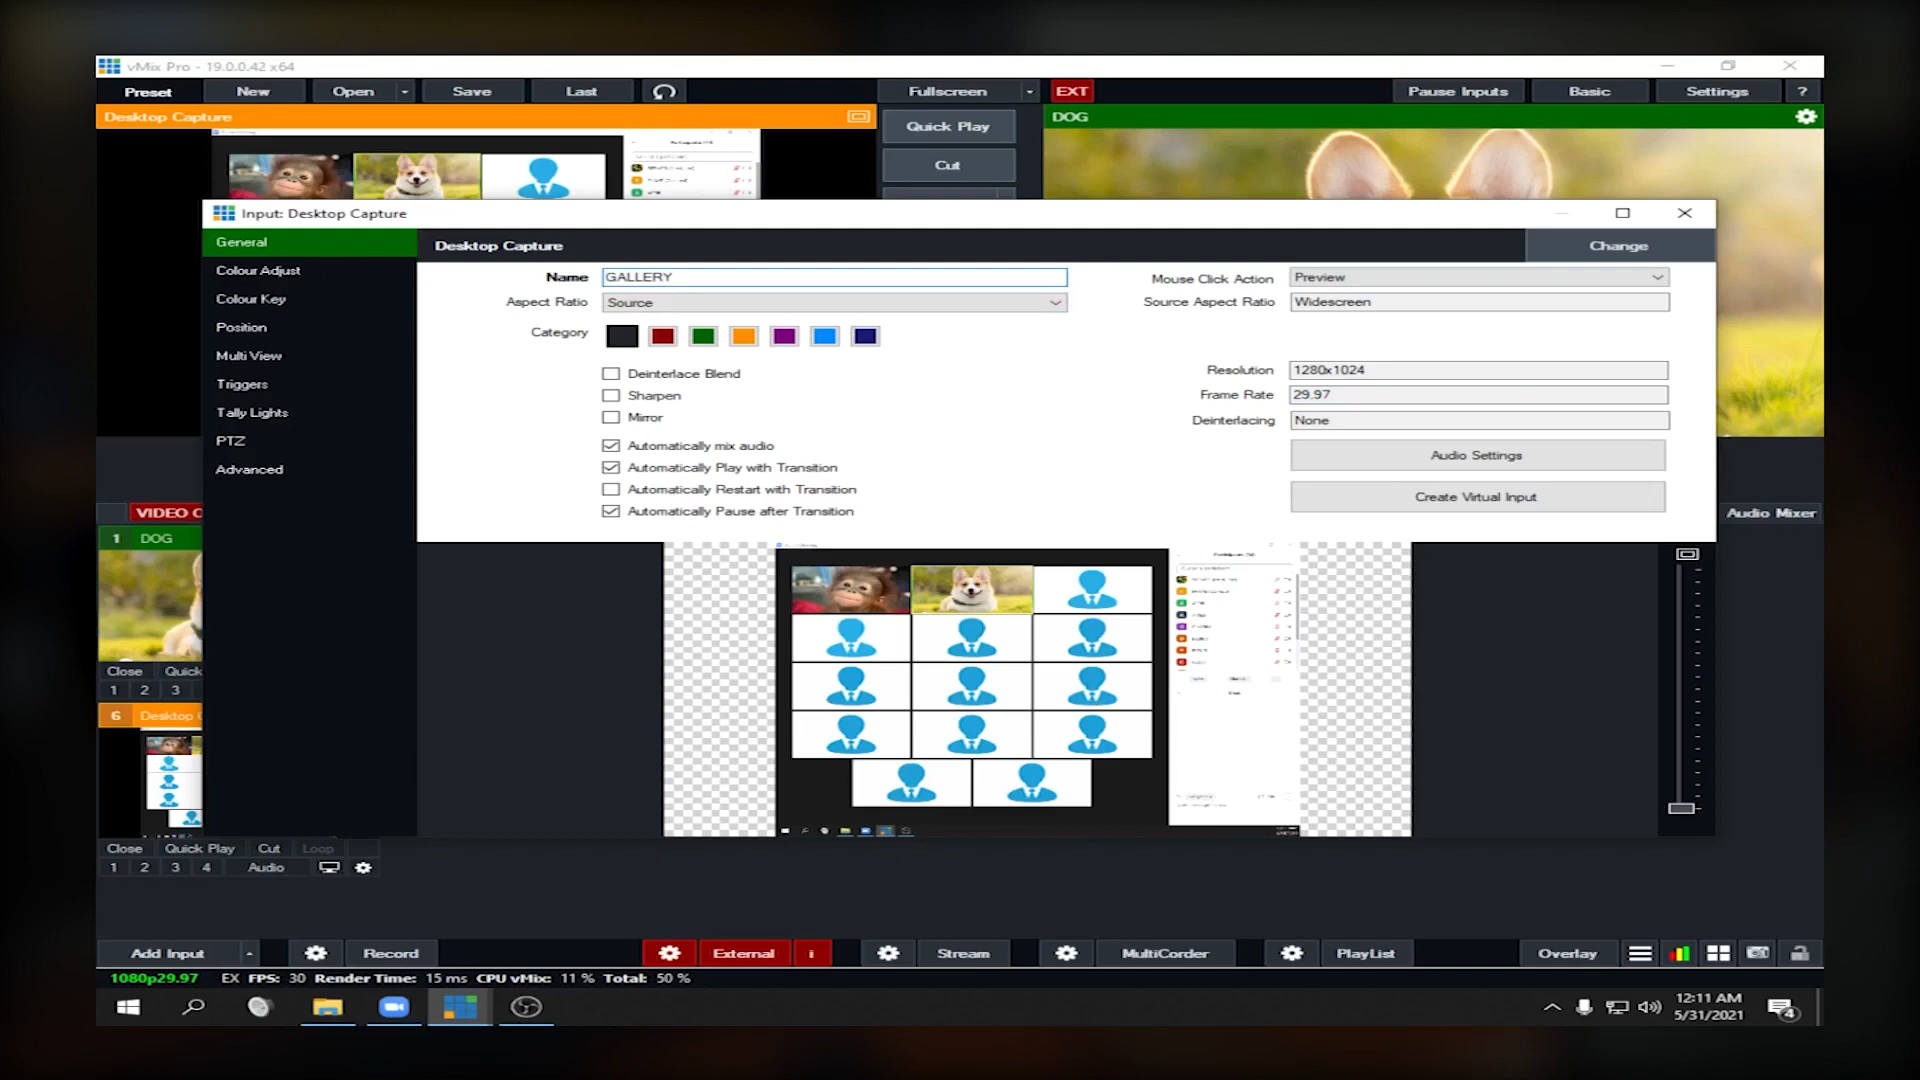 vMix Pro - 19.0.0.42 x64
Preset New Open Save Last Fullscreen EXT Pause Inputs Basic Settings ?
Desktop Capture
Quick Play
Cut
DOG
Input: Desktop Capture
General
Colour Adjust
Colour Key
Position
Multi View
Triggers
Tally Lights
PTZ
Advanced
Desktop Capture
Change
Name GALLERY
Aspect Ratio Source
Category
Deinterlace Blend
Sharpen
Mirror
Automatically mix audio
Automatically Play with Transition
Automatically Restart with Transition
Automatically Pause after Transition
Mouse Click Action Preview
Source Aspect Ratio Widescreen
Resolution 1280x1024
Frame Rate 29.97
Deinterlacing None
Audio Settings
Create Virtual Input
VIDEO C
Audio Mixer
1 DOG
Close Quick
1 2 3
6 Desktop
Close Quick Play Cut Loop
1 2 3 4 Audio
Add Input Record External i Stream MultiCorder PlayList Overlay
1080p29.97 EX FPS: 30 Render Time: 15 ms CPU vMix: 11 % Total: 50 %
12:11 AM
5/31/2021
4